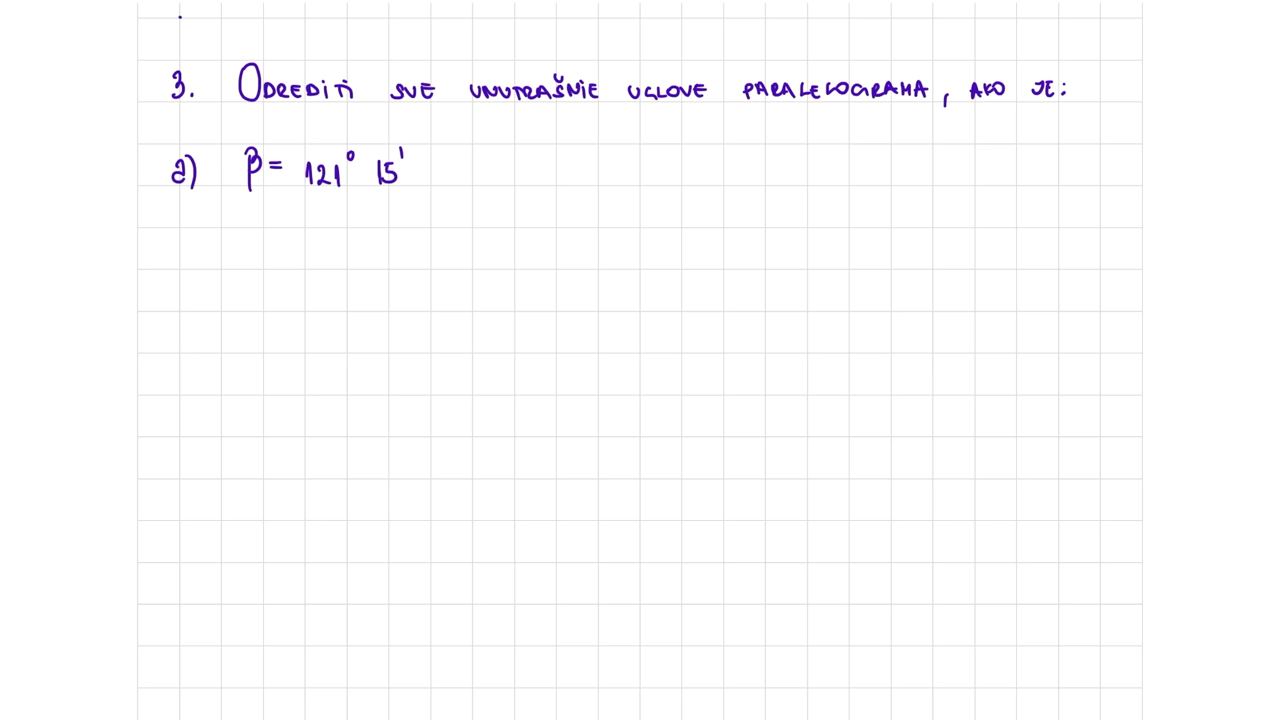 3. ODREDITI SVE UNUTRAŠNJE UGLOVE PARALELOGRAMA, AKO JE:
a) β = 121° 15'